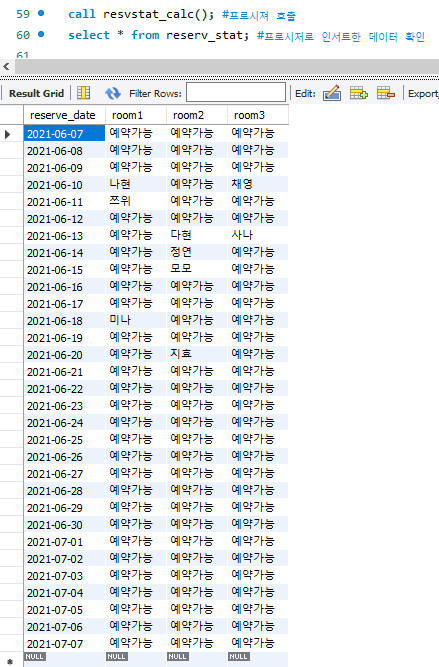 59 call resvstat_calc(); #프로시져 호출
60 select * from reserv_stat; #프로시저로 인서트한 데이터 확인
61
Result Grid Filter Rows: Edit: Export/
reserve_date room1 room2 room3
2021-06-07 예약가능 예약가능 예약가능
2021-06-08 예약가능 예약가능 예약가능
2021-06-09 예약가능 예약가능 예약가능
2021-06-10 나현 예약가능 채영
2021-06-11 쯔위 예약가능 예약가능
2021-06-12 예약가능 예약가능 예약가능
2021-06-13 예약가능 다현 사나
2021-06-14 예약가능 정연 예약가능
2021-06-15 예약가능 모모 예약가능
2021-06-16 예약가능 예약가능 예약가능
2021-06-17 예약가능 예약가능 예약가능
2021-06-18 미나 예약가능 예약가능
2021-06-19 예약가능 예약가능 예약가능
2021-06-20 예약가능 지효 예약가능
2021-06-21 예약가능 예약가능 예약가능
2021-06-22 예약가능 예약가능 예약가능
2021-06-23 예약가능 예약가능 예약가능
2021-06-24 예약가능 예약가능 예약가능
2021-06-25 예약가능 예약가능 예약가능
2021-06-26 예약가능 예약가능 예약가능
2021-06-27 예약가능 예약가능 예약가능
2021-06-28 예약가능 예약가능 예약가능
2021-06-29 예약가능 예약가능 예약가능
2021-06-30 예약가능 예약가능 예약가능
2021-07-01 예약가능 예약가능 예약가능
2021-07-02 예약가능 예약가능 예약가능
2021-07-03 예약가능 예약가능 예약가능
2021-07-04 예약가능 예약가능 예약가능
2021-07-05 예약가능 예약가능 예약가능
2021-07-06 예약가능 예약가능 예약가능
2021-07-07 예약가능 예약가능 예약가능
NULL NULL NULL NULL